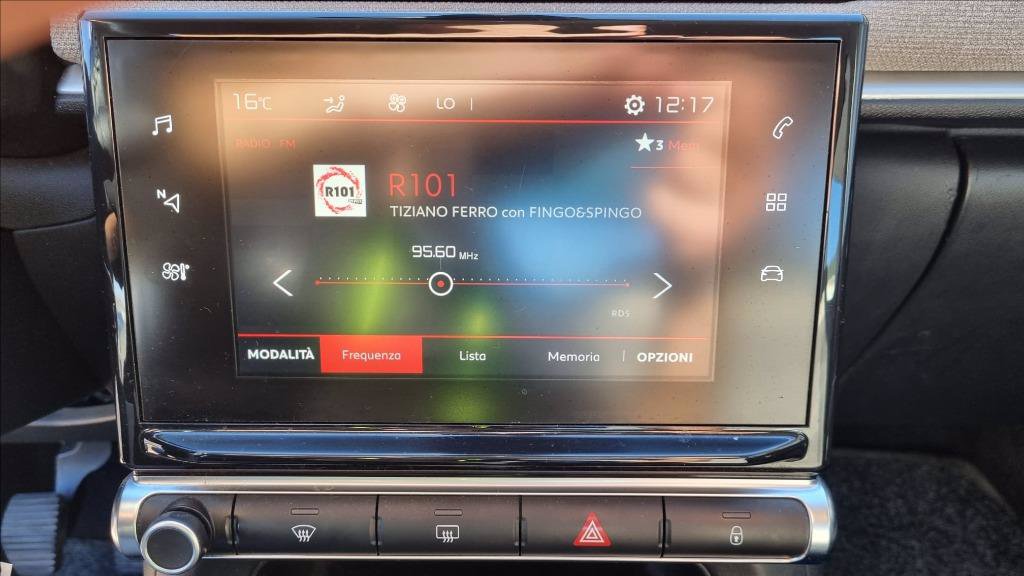 16°C LO | 12:17
RADIO FM
★3 Mem
R101
R101
TIZIANO FERRO con FINGO&SPINGO
N
95.60 MHz
RDS
MODALITÀ Frequenza Lista Memoria | OPZIONI